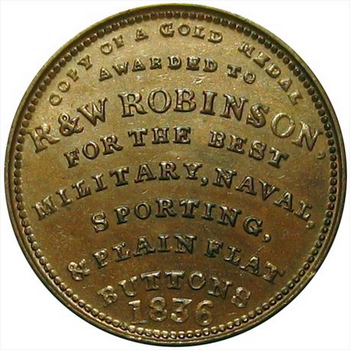 COPY OF A GOLD MEDAL
AWARDED TO
R&W ROBINSON,
FOR THE BEST
MILITARY, NAVAL,
SPORTING,
& PLAIN FLAT
BUTTONS
1836